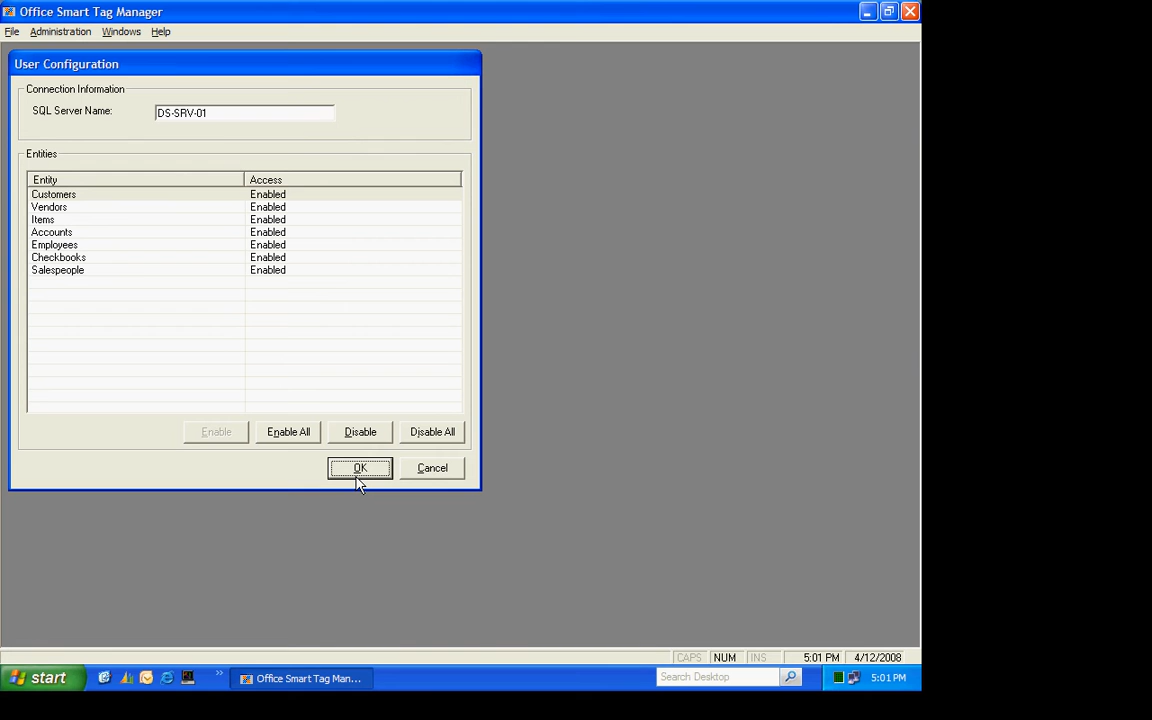 Office Smart Tag Manager
File Administration Windows Help
User Configuration
Connection Information
SQL Server Name: DS-SRV-01
Entities
Entity Access
Customers Enabled
Vendors Enabled
Items Enabled
Accounts Enabled
Employees Enabled
Checkbooks Enabled
Salespeople Enabled
Enable Enable All Disable Disable All
OK Cancel
CAPS NUM INS 5:01 PM 4/12/2008
start » Office Smart Tag Man... Search Desktop 5:01 PM